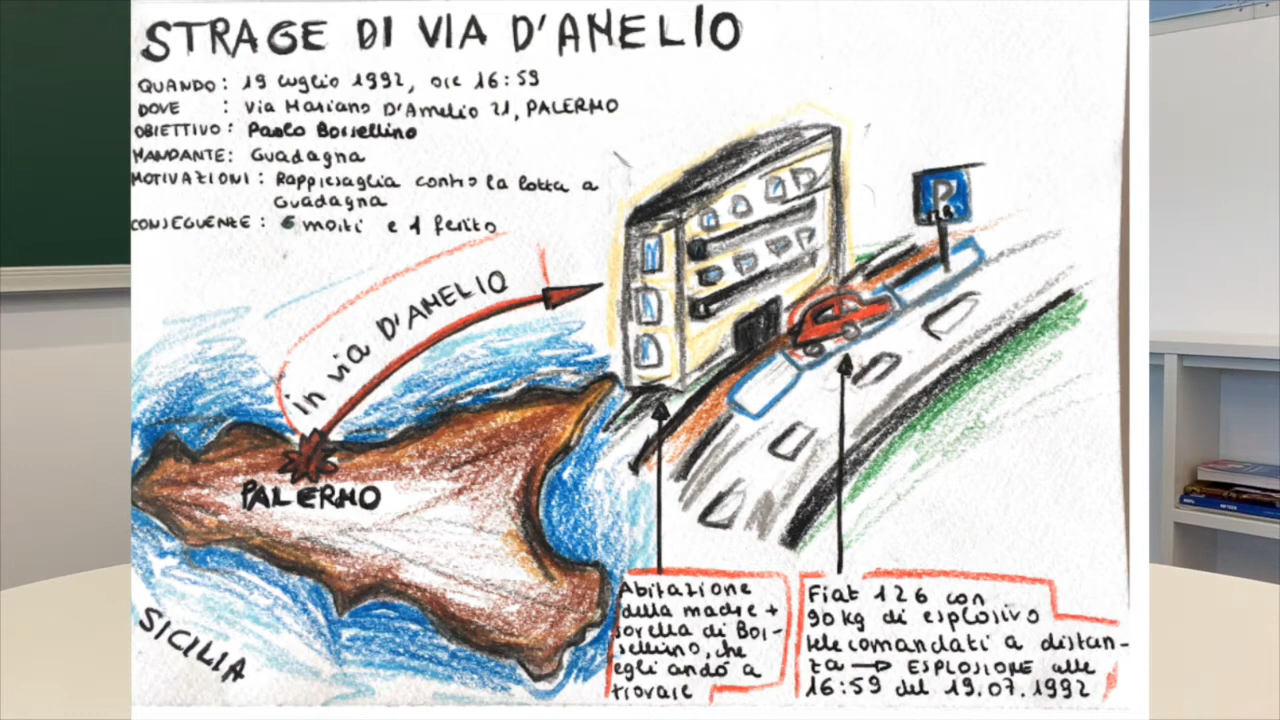 STRAGE DI VIA D'AMELIO
QUANDO: 19 luglio 1992, ore 16:59
DOVE : Via Mariano D'Amelio 21, PALERMO
OBIETTIVO: Paolo Borsellino
MANDANTE: Guadagna
MOTIVAZIONI: Rappresaglia contro la lotta a
Guadagna
CONSEGUENZE: 6 morti e 1 ferito
in via D'AMELIO
P
PALERMO
SICILIA
Abitazione
della madre +
sorella di Bor-
sellino, che
egli andò a
trovare
Fiat 126 con
90 kg di esplosivo
telecomandati a distan-
za → ESPLOSIONE alle
16:59 del 19.07.1992